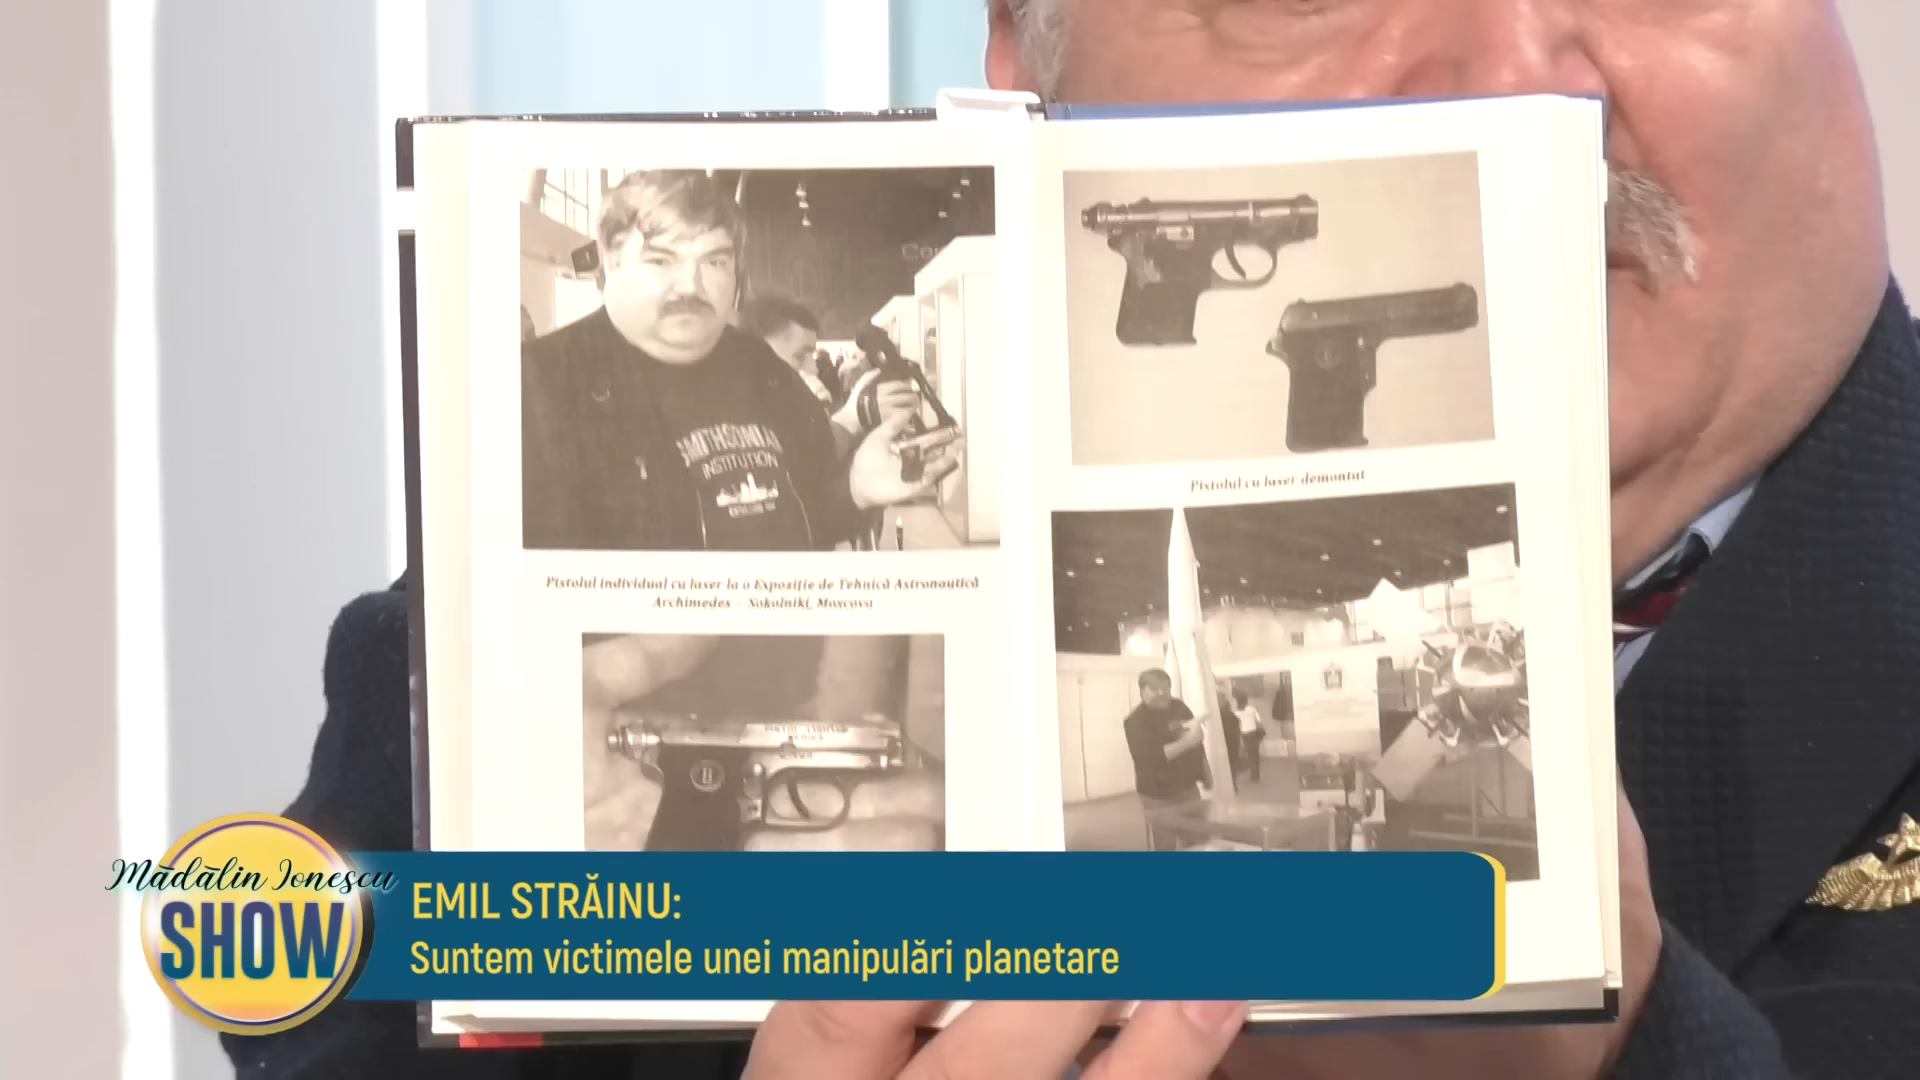 SMITHSONIAN
INSTITUTION
Pistolul individual cu laser la o Expoziție de Tehnică Astronautică
Archimedes – Sokolniki, Moscova
Pistolul cu laser demontat
Mădălin Ionescu
SHOW
EMIL STRĂINU:
Suntem victimele unei manipulări planetare